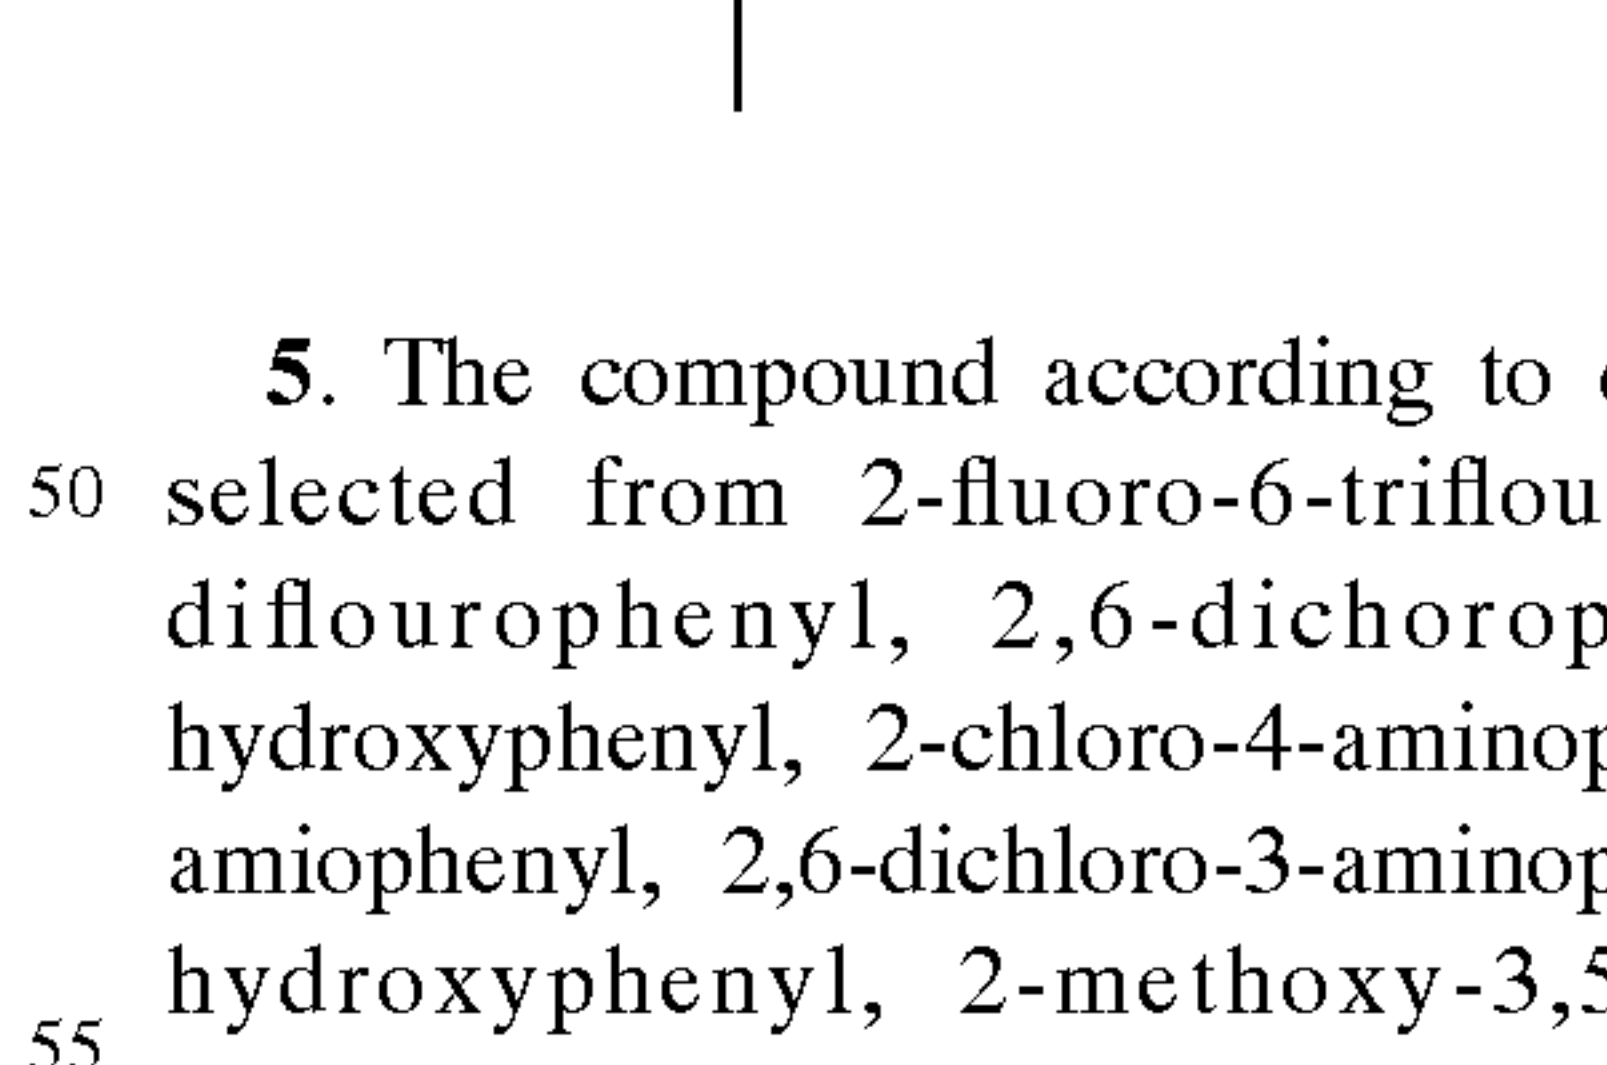 5. The compound according to
50 selected from 2-fluoro-6-triflou
diflourophenyl, 2,6-dichorop
hydroxyphenyl, 2-chloro-4-aminop
amiophenyl, 2,6-dichloro-3-aminop
hydroxyphenyl, 2-methoxy-3,5
55